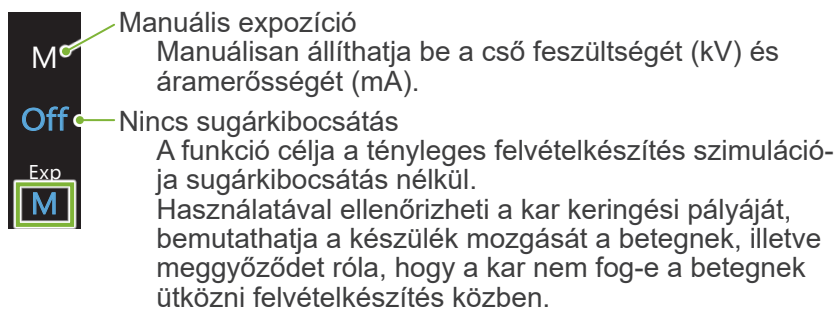 M
Off
Exp
M
Manuális expozíció
Manuálisan állíthatja be a cső feszültségét (kV) és
áramerősségét (mA).
Nincs sugárkibocsátás
A funkció célja a tényleges felvételkészítés szimuláció-
ja sugárkibocsátás nélkül.
Használatával ellenőrizheti a kar keringési pályáját,
bemutathatja a készülék mozgását a betegnek, illetve
meggyőződet róla, hogy a kar nem fog-e a betegnek
ütközni felvételkészítés közben.